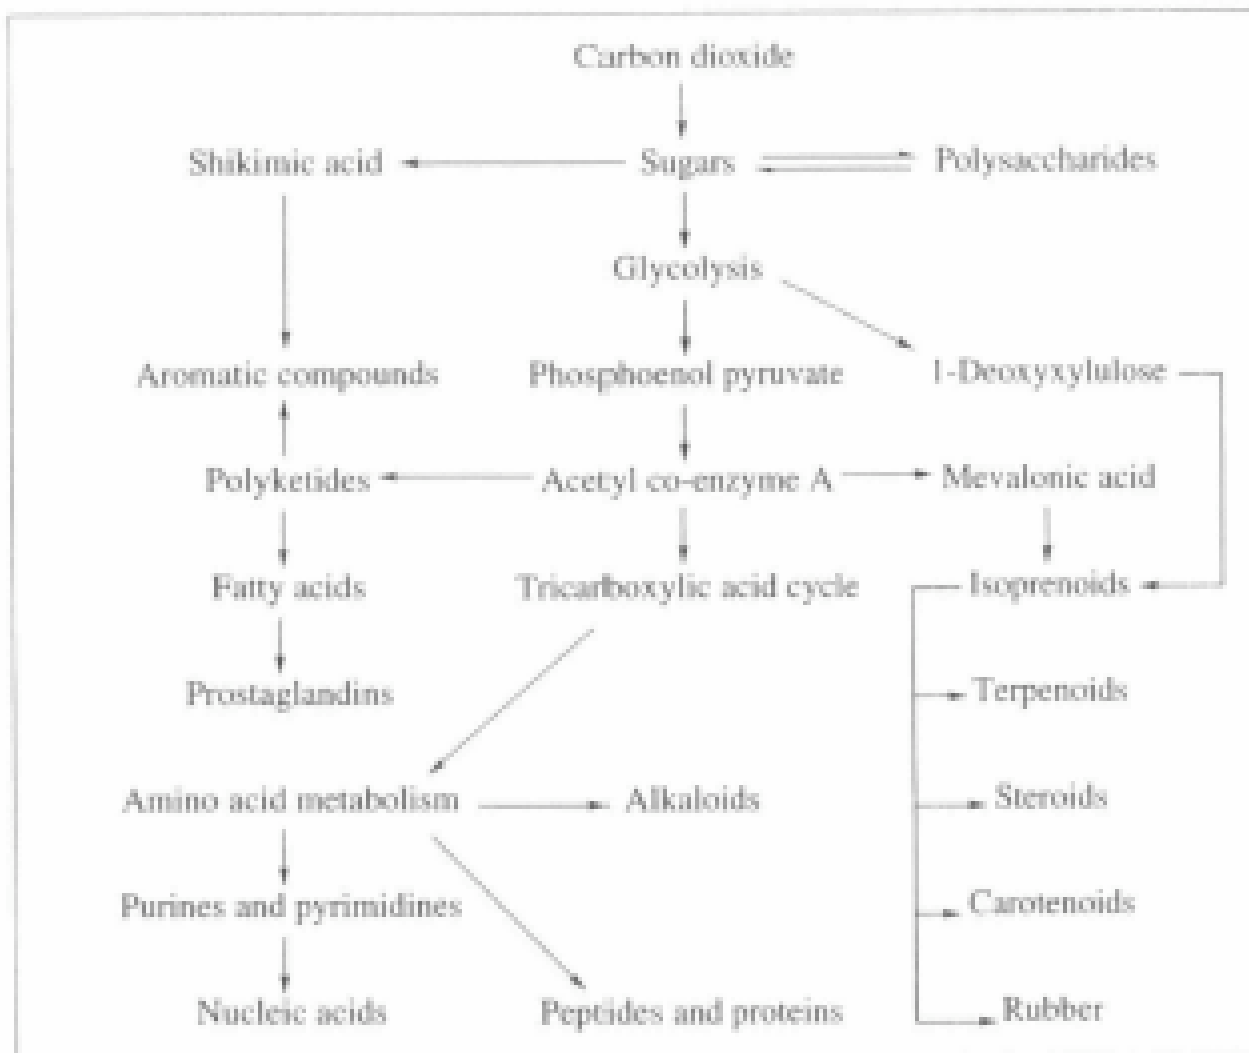 Carbon dioxide
Shikimic acid Sugars Polysaccharides
Glycolysis
Aromatic compounds Phosphoenol pyruvate 1-Deoxyxylulose
Polyketides Acetyl co-enzyme A Mevalonic acid
Fatty acids Tricarboxylic acid cycle Isoprenoids
Prostaglandins Terpenoids
Amino acid metabolism Alkaloids Steroids
Purines and pyrimidines Carotenoids
Nucleic acids Peptides and proteins Rubber